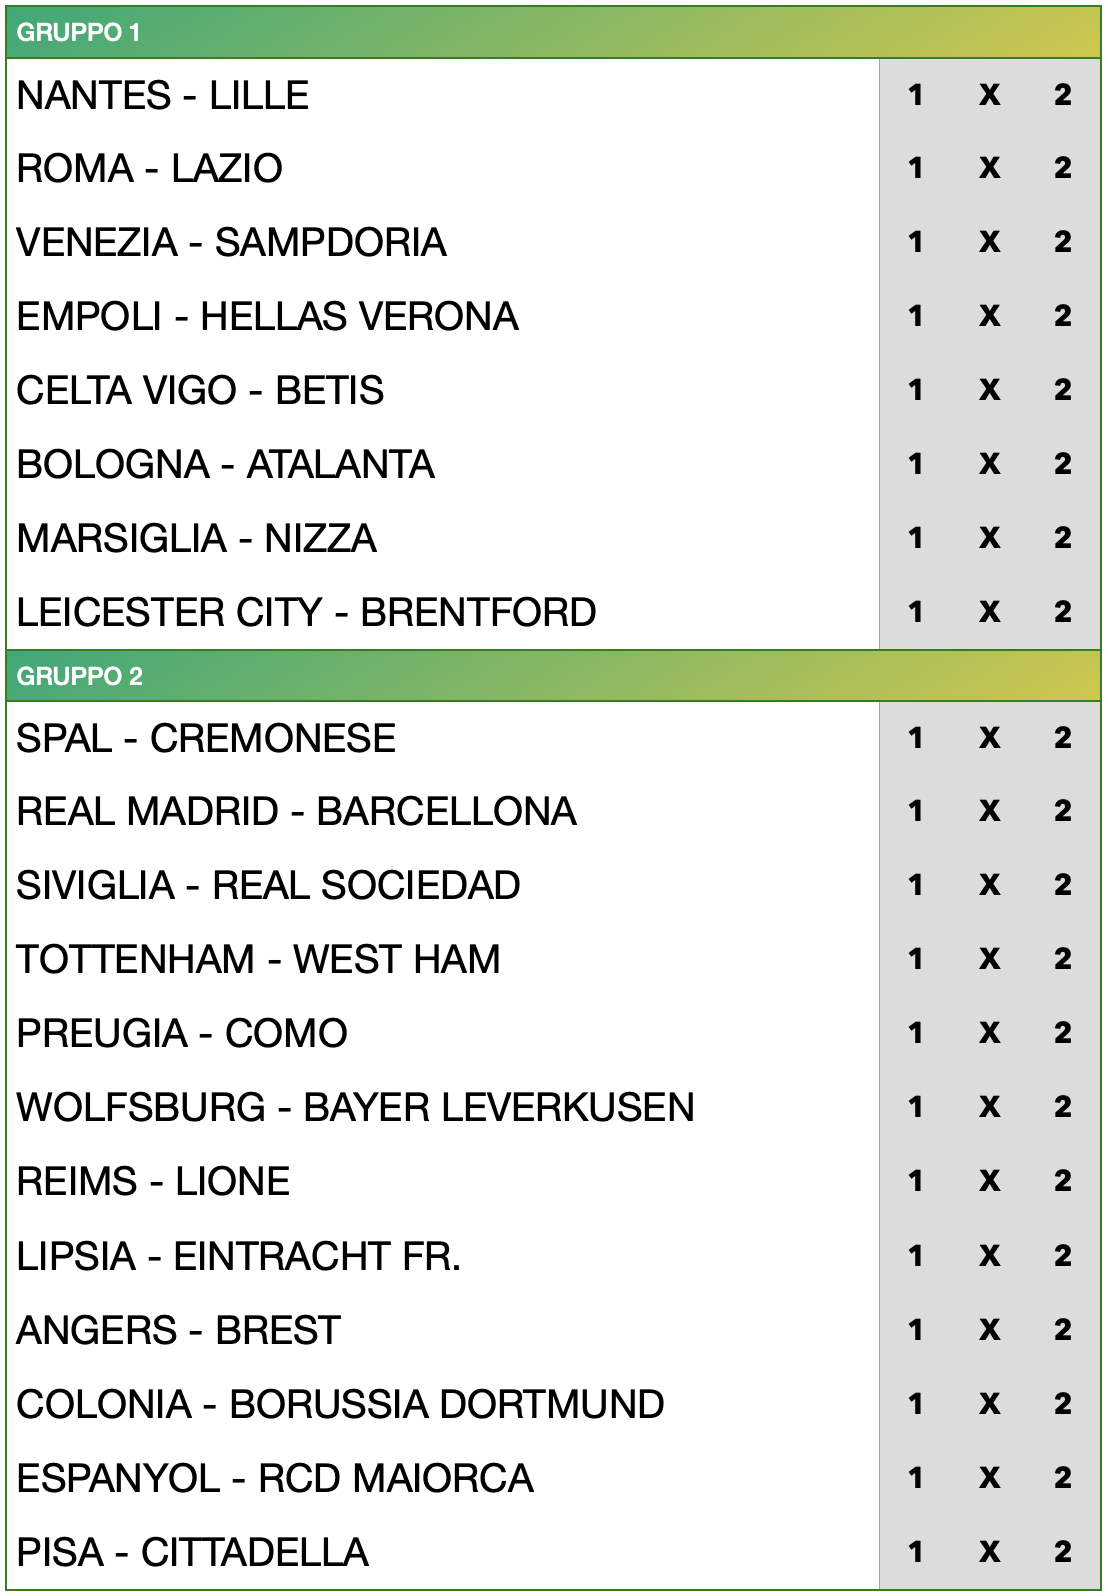 GRUPPO 1
NANTES - LILLE 1 X 2
ROMA - LAZIO 1 X 2
VENEZIA - SAMPDORIA 1 X 2
EMPOLI - HELLAS VERONA 1 X 2
CELTA VIGO - BETIS 1 X 2
BOLOGNA - ATALANTA 1 X 2
MARSIGLIA - NIZZA 1 X 2
LEICESTER CITY - BRENTFORD 1 X 2
GRUPPO 2
SPAL - CREMONESE 1 X 2
REAL MADRID - BARCELLONA 1 X 2
SIVIGLIA - REAL SOCIEDAD 1 X 2
TOTTENHAM - WEST HAM 1 X 2
PREUGIA - COMO 1 X 2
WOLFSBURG - BAYER LEVERKUSEN 1 X 2
REIMS - LIONE 1 X 2
LIPSIA - EINTRACHT FR. 1 X 2
ANGERS - BREST 1 X 2
COLONIA - BORUSSIA DORTMUND 1 X 2
ESPANYOL - RCD MAIORCA 1 X 2
PISA - CITTADELLA 1 X 2